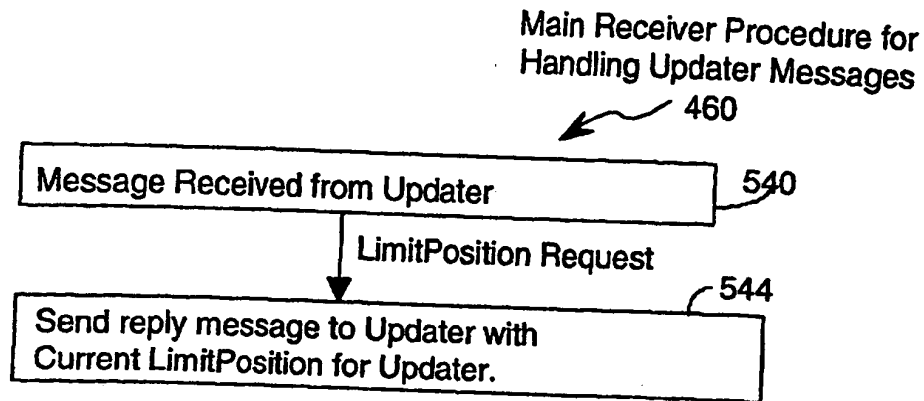 Main Receiver Procedure for
Handling Updater Messages
460
Message Received from Updater
540
LimitPosition Request
544
Send reply message to Updater with
Current LimitPosition for Updater.